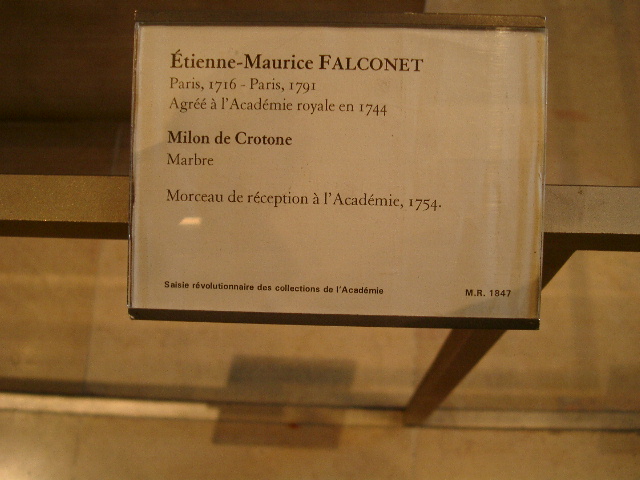 Étienne-Maurice FALCONET
Paris, 1716 - Paris, 1791
Agréé à l'Académie royale en 1744
Milon de Crotone
Marbre
Morceau de réception à l'Académie, 1754.
Saisie révolutionnaire des collections de l'Académie
M.R. 1847